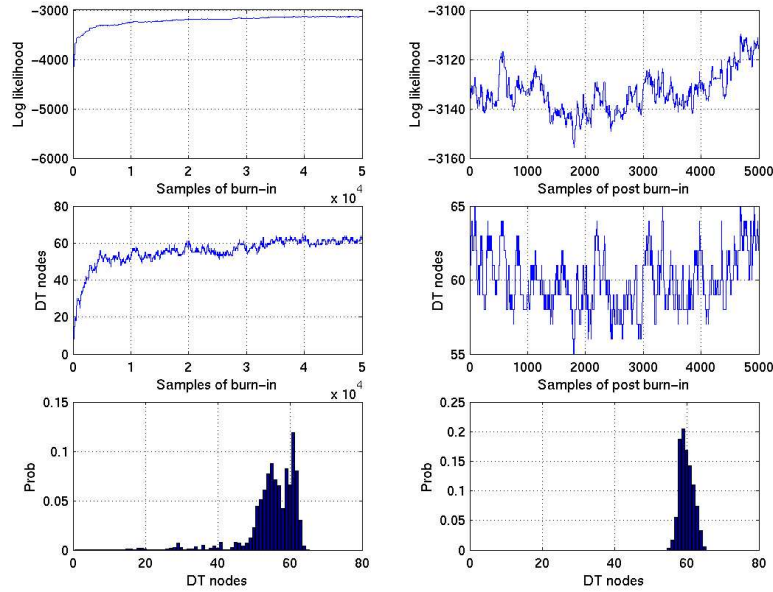 -3000
-4000
-5000
-6000
Log likelihood
0 1 2 3 4 5
Samples of burn-in
x 10^4
-3100
-3120
-3140
-3160
Log likelihood
0 1000 2000 3000 4000 5000
Samples of post burn-in
80
60
40
20
0
DT nodes
0 1 2 3 4 5
Samples of burn-in
x 10^4
65
60
55
DT nodes
0 1000 2000 3000 4000 5000
Samples of post burn-in
0.15
0.1
0.05
0
Prob
0 20 40 60 80
DT nodes
0.25
0.2
0.15
0.1
0.05
0
Prob
0 20 40 60 80
DT nodes